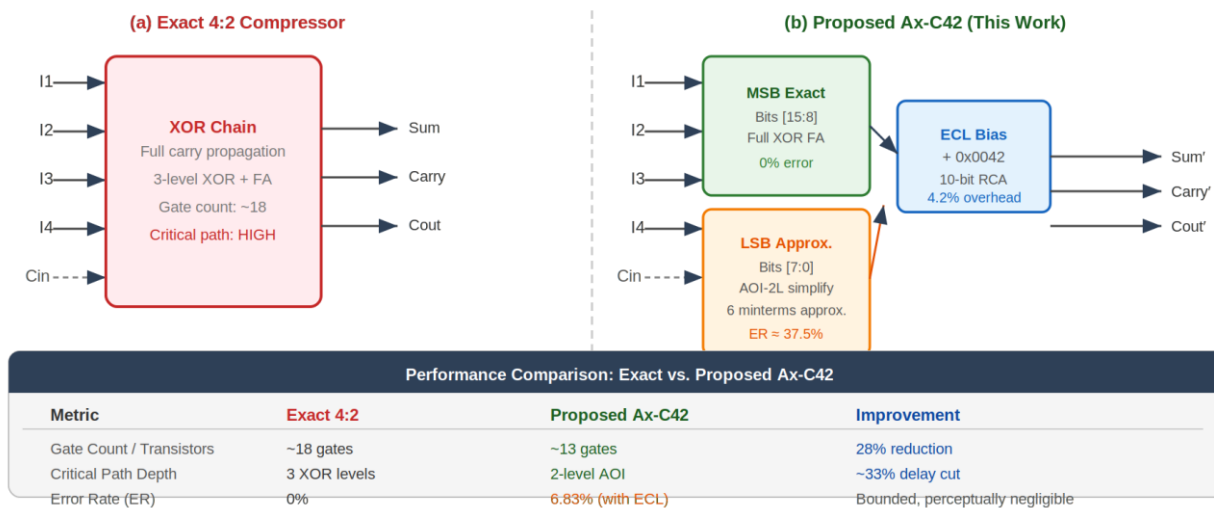 (a) Exact 4:2 Compressor
I1
I2
I3
I4
Cin
XOR Chain
Full carry propagation
3-level XOR + FA
Gate count: ~18
Critical path: HIGH
Sum
Carry
Cout
(b) Proposed Ax-C42 (This Work)
I1
I2
I3
I4
Cin
MSB Exact
Bits [15:8]
Full XOR FA
0% error
LSB Approx.
Bits [7:0]
AOI-2L simplify
6 minterms approx.
ER ≈ 37.5%
ECL Bias
+ 0x0042
10-bit RCA
4.2% overhead
Sum′
Carry′
Cout′
Performance Comparison: Exact vs. Proposed Ax-C42
Metric Exact 4:2 Proposed Ax-C42 Improvement
Gate Count / Transistors ~18 gates ~13 gates 28% reduction
Critical Path Depth 3 XOR levels 2-level AOI ~33% delay cut
Error Rate (ER) 0% 6.83% (with ECL) Bounded, perceptually negligible